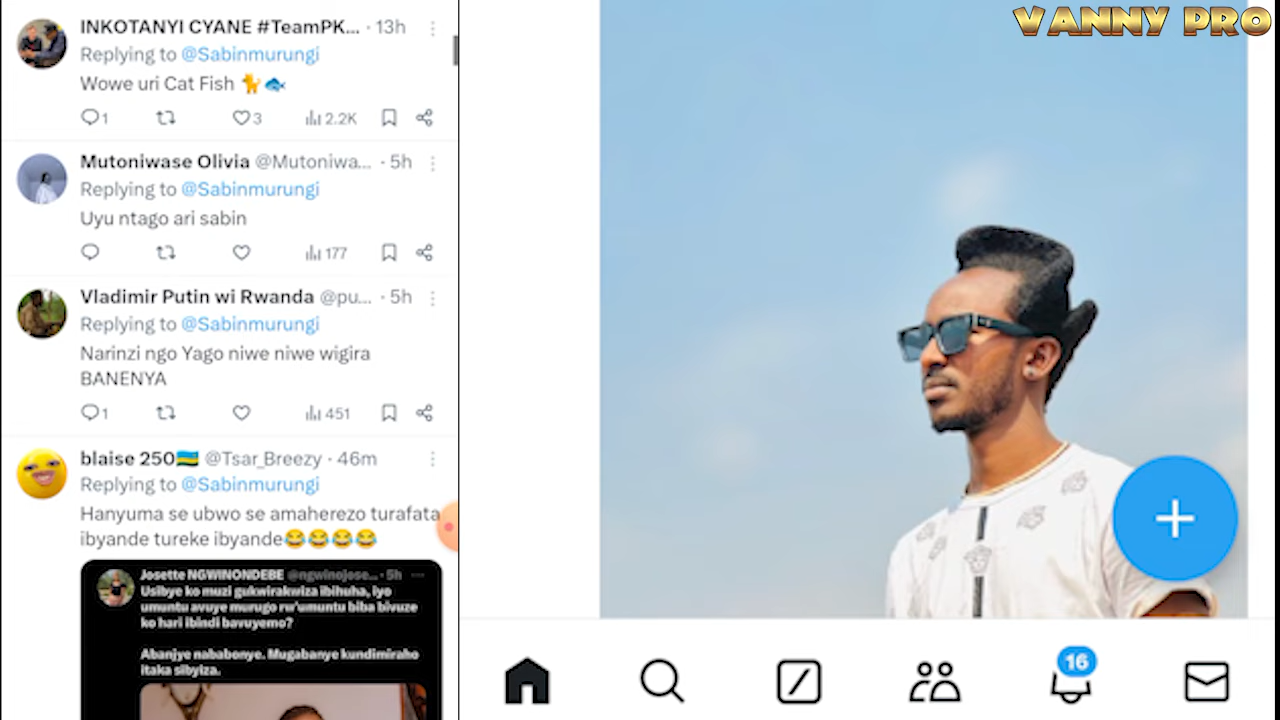 VANNY PRO
INKOTANYI CYANE #TeamPK... · 13h
Replying to @Sabinmurungi
Wowe uri Cat Fish 🐈🐟
1 3 2.2K
Mutoniwase Olivia @Mutoniwa... · 5h
Replying to @Sabinmurungi
Uyu ntago ari sabin
177
Vladimir Putin wi Rwanda @pu... · 5h
Replying to @Sabinmurungi
Narinzi ngo Yago niwe niwe wigira
BANENYA
1 451
blaise 250🇷🇼 @Tsar_Breezy · 46m
Replying to @Sabinmurungi
Hanyuma se ubwo se amaherezo turafata
ibyande tureke ibyande😂😂😂😂
Josette NGWINONDEBE @ngwinojose... · 5h
Usibye ko muzi gukwirakwiza ibihuha, iyo
umuntu avuye murugo rw'umuntu biba bivuze
ko hari ibindi bavuyemo?
Abanjye nababonye. Mugabanye kundimiraho
itaka sibyiza.
16